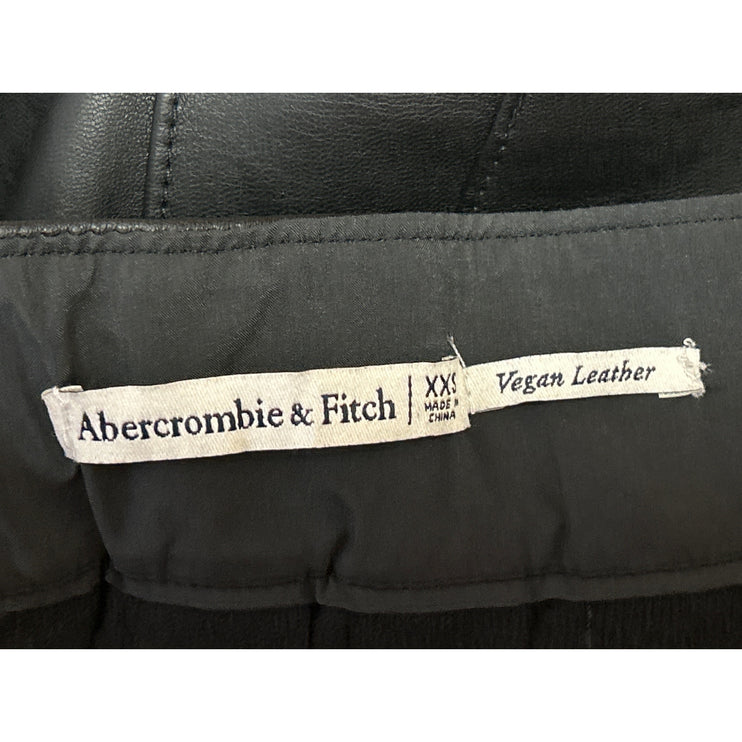 Abercrombie & Fitch
XXS
MADE IN
CHINA
Vegan Leather